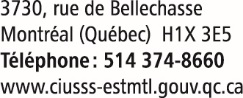 3730, rue de Bellechasse
Montréal (Québec)  H1X 3E5
Téléphone : 514 374-8660
www.ciusss-estmtl.gouv.qc.ca